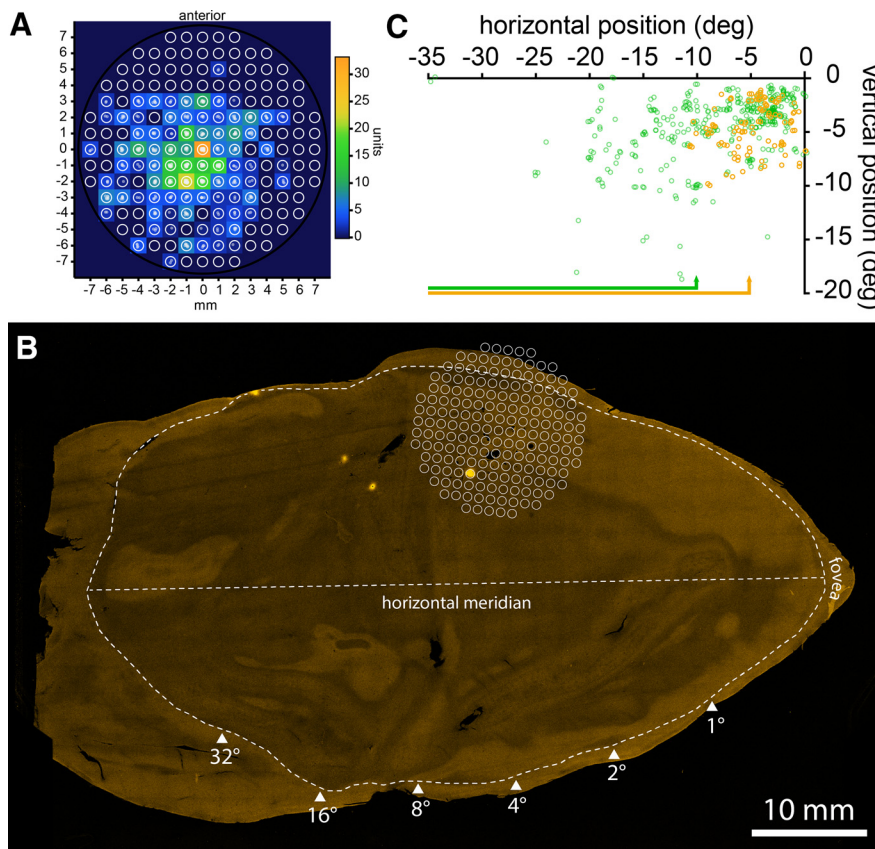 A
anterior
7
6
5
4
3
2
1
0
-1
-2
-3
-4
-5
-6
-7
-7 -6 -5 -4 -3 -2 -1 0 1 2 3 4 5 6 7
mm
30
25
20
15
10
5
0
units
C
horizontal position (deg)
-35 -30 -25 -20 -15 -10 -5 0
0
-5
-10
-15
-20
vertical position (deg)
B
horizontal meridian
fovea
32°
16°
8°
4°
2°
1°
10 mm